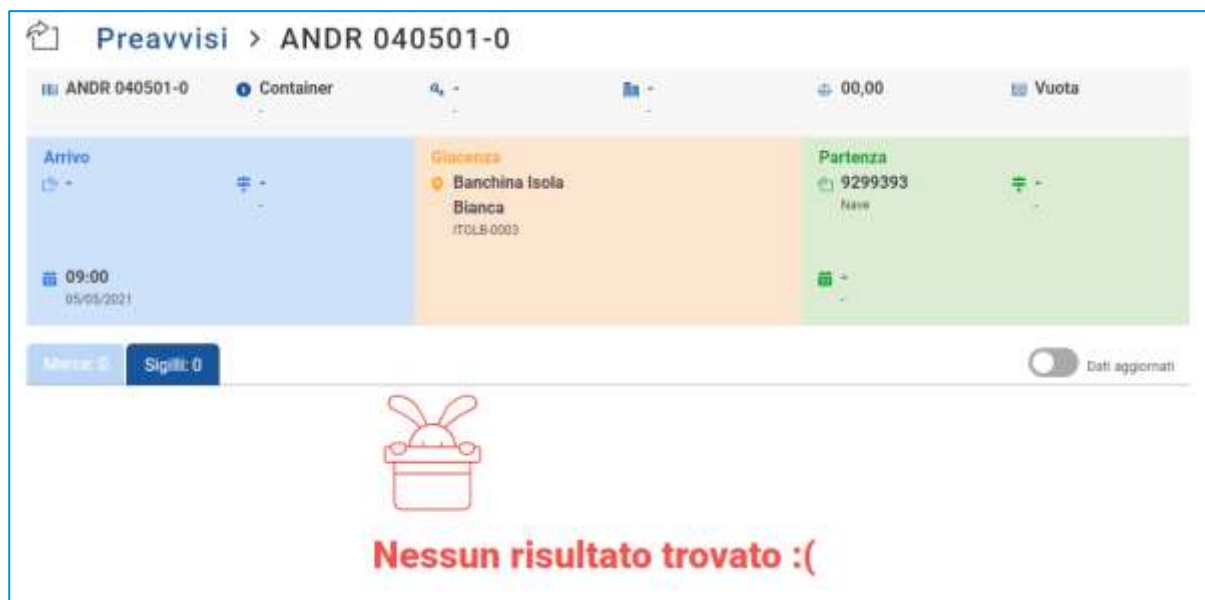 Preavvisi > ANDR 040501-0
ANDR 040501-0 Container - - 00,00 Vuota
- - -
Arrivo Giacenza Partenza
- - Banchina Isola Bianca 9299393 -
- ITOLB-0003 Nave -
09:00 -
05/05/2021 -
Merce: 0 Sigilli: 0 Dati aggiornati
Nessun risultato trovato :(